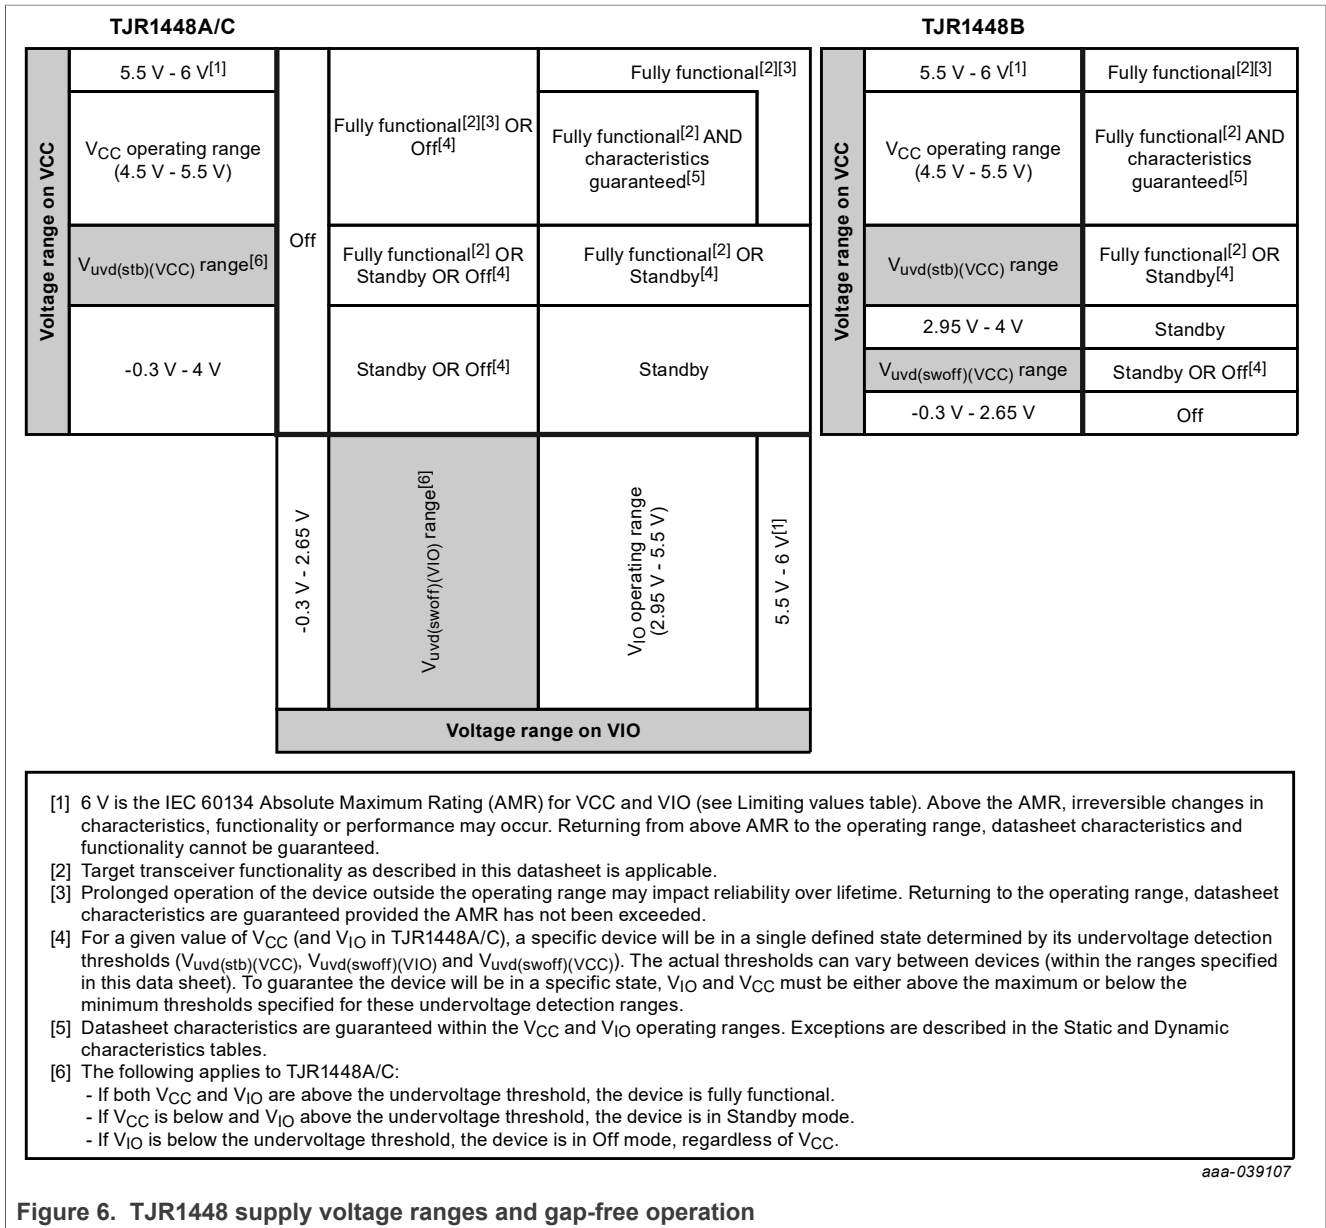 TJR1448A/C
TJR1448B
Voltage range on VCC
5.5 V - 6 V[1]
VCC operating range
(4.5 V - 5.5 V)
Vuvd(stb)(VCC) range[6]
-0.3 V - 4 V
Off
Fully functional[2][3] OR
Off[4]
Fully functional[2] OR
Standby OR Off[4]
Standby OR Off[4]
Fully functional[2][3]
Fully functional[2] AND
characteristics
guaranteed[5]
Fully functional[2] OR
Standby[4]
Standby
-0.3 V - 2.65 V
Vuvd(swoff)(VIO) range[6]
VIO operating range
(2.95 V - 5.5 V)
5.5 V - 6 V[1]
Voltage range on VIO
Voltage range on VCC
5.5 V - 6 V[1]
Fully functional[2][3]
VCC operating range
(4.5 V - 5.5 V)
Fully functional[2] AND
characteristics
guaranteed[5]
Vuvd(stb)(VCC) range
Fully functional[2] OR
Standby[4]
2.95 V - 4 V
Standby
Vuvd(swoff)(VCC) range
Standby OR Off[4]
-0.3 V - 2.65 V
Off
[1] 6 V is the IEC 60134 Absolute Maximum Rating (AMR) for VCC and VIO (see Limiting values table). Above the AMR, irreversible changes in
characteristics, functionality or performance may occur. Returning from above AMR to the operating range, datasheet characteristics and
functionality cannot be guaranteed.
[2] Target transceiver functionality as described in this datasheet is applicable.
[3] Prolonged operation of the device outside the operating range may impact reliability over lifetime. Returning to the operating range, datasheet
characteristics are guaranteed provided the AMR has not been exceeded.
[4] For a given value of VCC (and VIO in TJR1448A/C), a specific device will be in a single defined state determined by its undervoltage detection
thresholds (Vuvd(stb)(VCC), Vuvd(swoff)(VIO) and Vuvd(swoff)(VCC)). The actual thresholds can vary between devices (within the ranges specified
in this data sheet). To guarantee the device will be in a specific state, VIO and VCC must be either above the maximum or below the
minimum thresholds specified for these undervoltage detection ranges.
[5] Datasheet characteristics are guaranteed within the VCC and VIO operating ranges. Exceptions are described in the Static and Dynamic
characteristics tables.
[6] The following applies to TJR1448A/C:
- If both VCC and VIO are above the undervoltage threshold, the device is fully functional.
- If VCC is below and VIO above the undervoltage threshold, the device is in Standby mode.
- If VIO is below the undervoltage threshold, the device is in Off mode, regardless of VCC.
aaa-039107
Figure 6. TJR1448 supply voltage ranges and gap-free operation